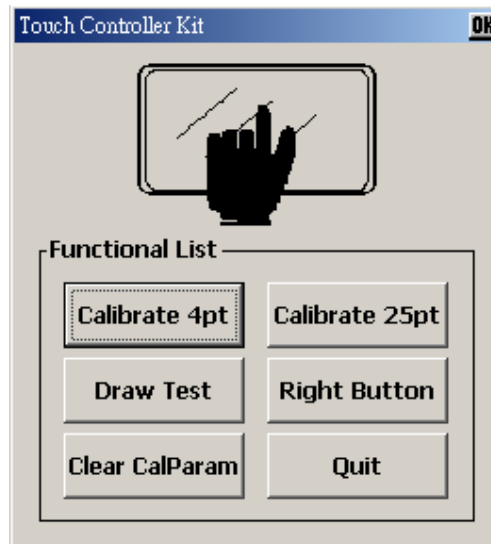 Touch Controller Kit OK
Functional List
Calibrate 4pt Calibrate 25pt
Draw Test Right Button
Clear CalParam Quit